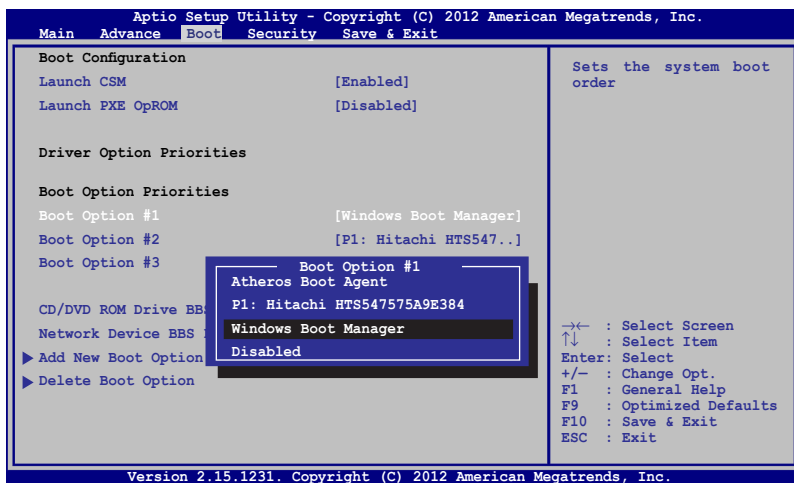 Aptio Setup Utility - Copyright (C) 2012 American Megatrends, Inc.
Main Advance Boot Security Save & Exit
Boot Configuration
Launch CSM [Enabled]
Launch PXE OpROM [Disabled]
Driver Option Priorities
Boot Option Priorities
Boot Option #1 [Windows Boot Manager]
Boot Option #2 [P1: Hitachi HTS547..]
Boot Option #3
CD/DVD ROM Drive BBS
Network Device BBS
Add New Boot Option
Delete Boot Option
Boot Option #1
Atheros Boot Agent
P1: Hitachi HTS547575A9E384
Windows Boot Manager
Disabled
Sets the system boot
order
→← : Select Screen
↑↓ : Select Item
Enter: Select
+/— : Change Opt.
F1 : General Help
F9 : Optimized Defaults
F10 : Save & Exit
ESC : Exit
Version 2.15.1231. Copyright (C) 2012 American Megatrends, Inc.